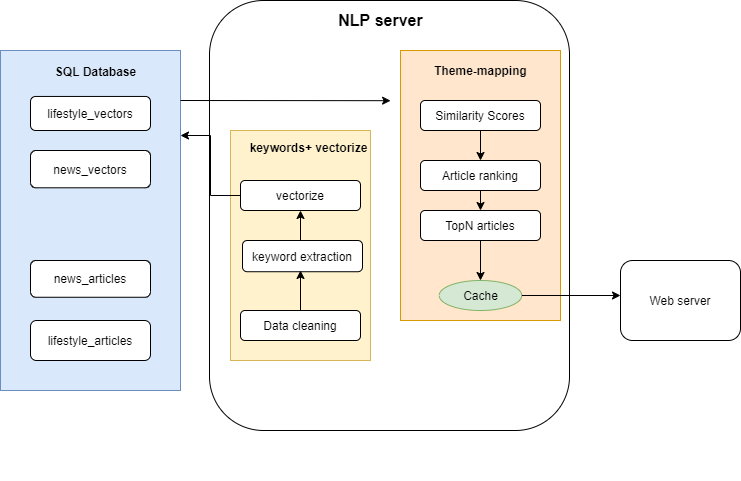 NLP server
SQL Database
lifestyle_vectors
news_vectors
news_articles
lifestyle_articles
keywords+ vectorize
vectorize
keyword extraction
Data cleaning
Theme-mapping
Similarity Scores
Article ranking
TopN articles
Cache
Web server